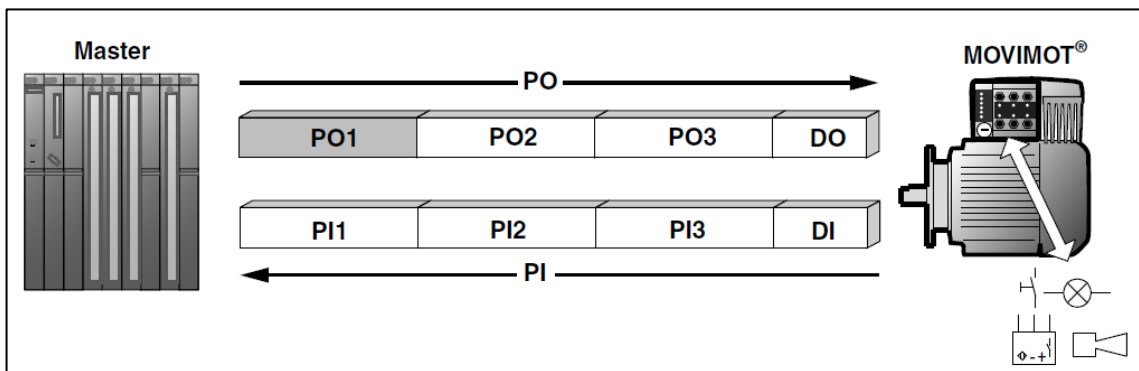 Master
MOVIMOT®
PO
PO1 PO2 PO3 DO
PI1 PI2 PI3 DI
PI
- +